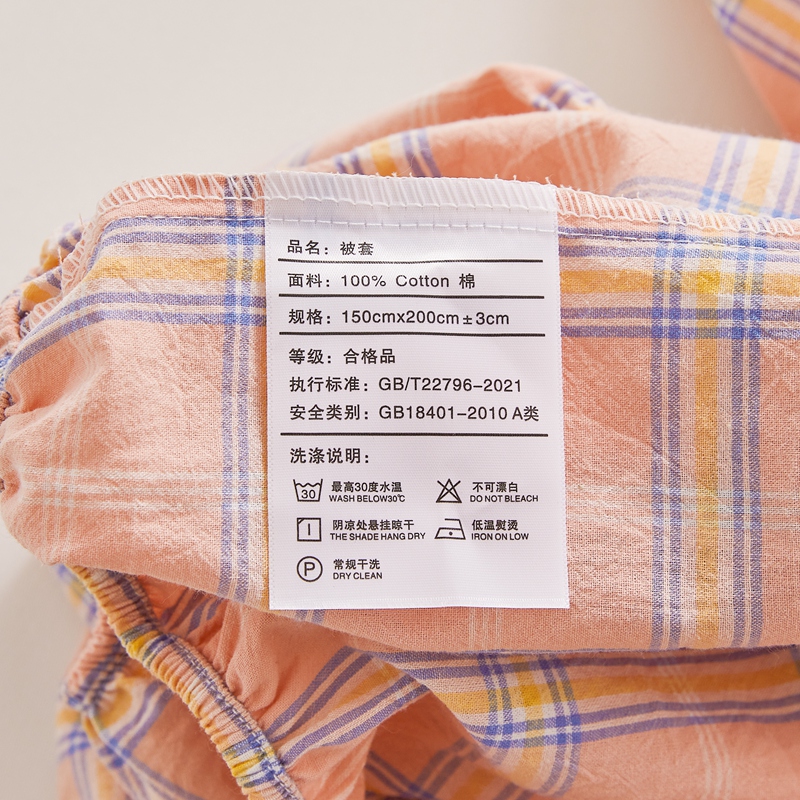 品名：被套
面料：100% Cotton 棉
规格：150cmx200cm±3cm
等级：合格品
执行标准：GB/T22796-2021
安全类别：GB18401-2010 A类
洗涤说明：
30 最高30度水温 不可漂白
WASH BELOW30℃ DO NOT BLEACH
阴凉处悬挂晾干 低温熨烫
THE SHADE HANG DRY IRON ON LOW
P 常规干洗
DRY CLEAN